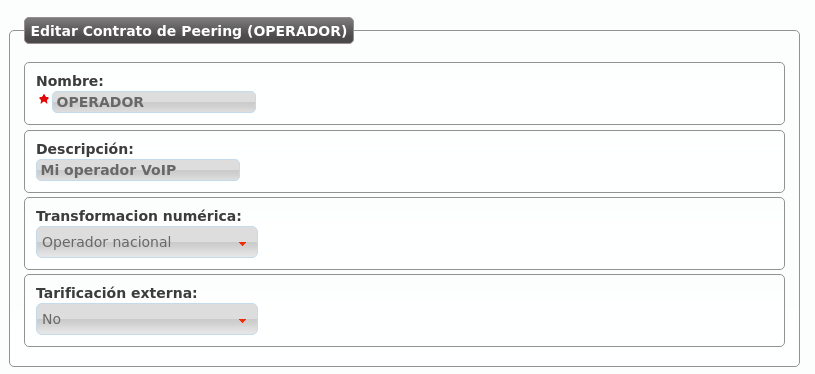 Editar Contrato de Peering (OPERADOR)
Nombre:
OPERADOR
Descripción:
Mi operador VoIP
Transformacion numérica:
Operador nacional
Tarificación externa:
No